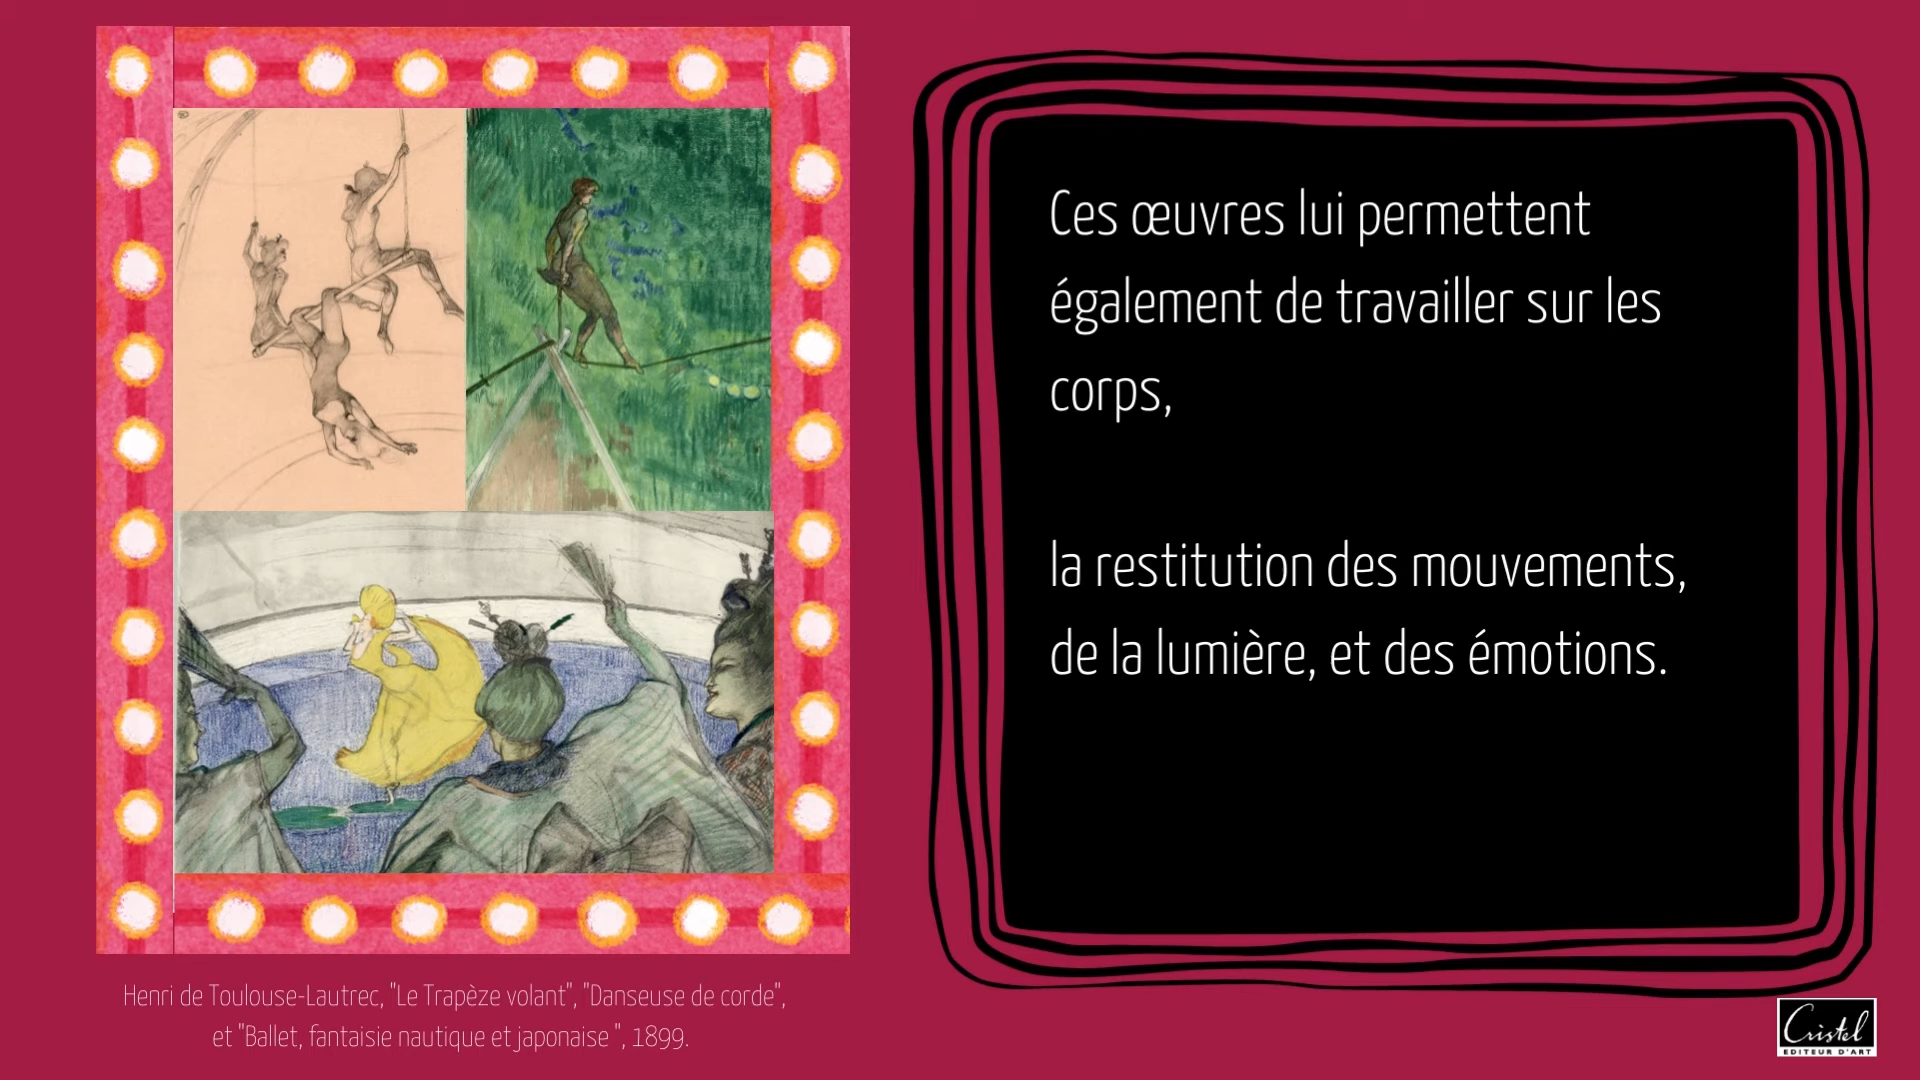 Ces œuvres lui permettent
également de travailler sur les
corps,
la restitution des mouvements,
de la lumière, et des émotions.
Henri de Toulouse-Lautrec, "Le Trapèze volant", "Danseuse de corde",
et "Ballet, fantaisie nautique et japonaise ", 1899.
Cristel
EDITEUR D'ART